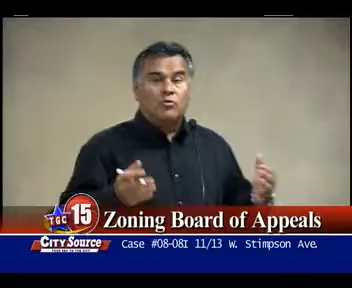 TGC 15
Zoning Board of Appeals
CITY SOURCE
Case #08-08I 11/13 W. Stimpson Ave.